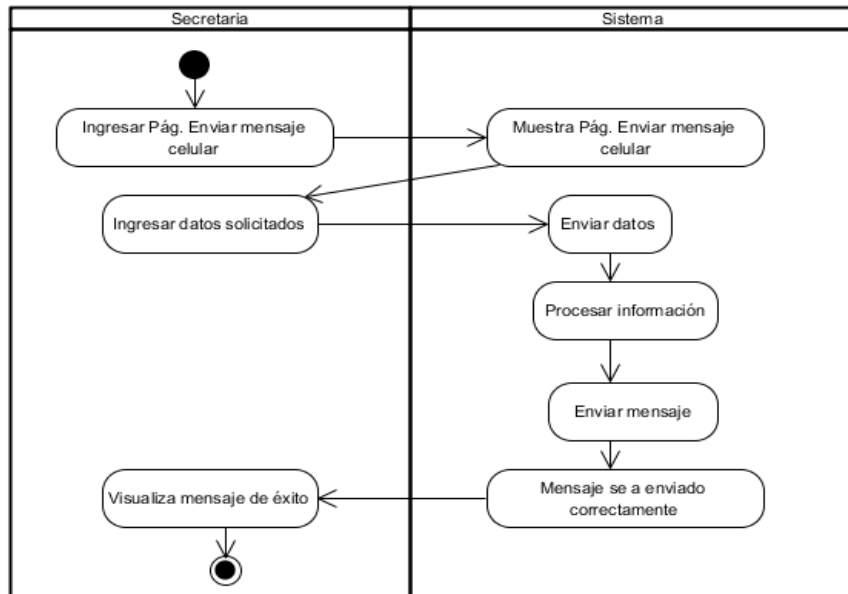 Secretaria
Sistema
Ingresar Pág. Enviar mensaje
celular
Muestra Pág. Enviar mensaje
celular
Ingresar datos solicitados
Enviar datos
Procesar información
Enviar mensaje
Visualiza mensaje de éxito
Mensaje se a enviado
correctamente